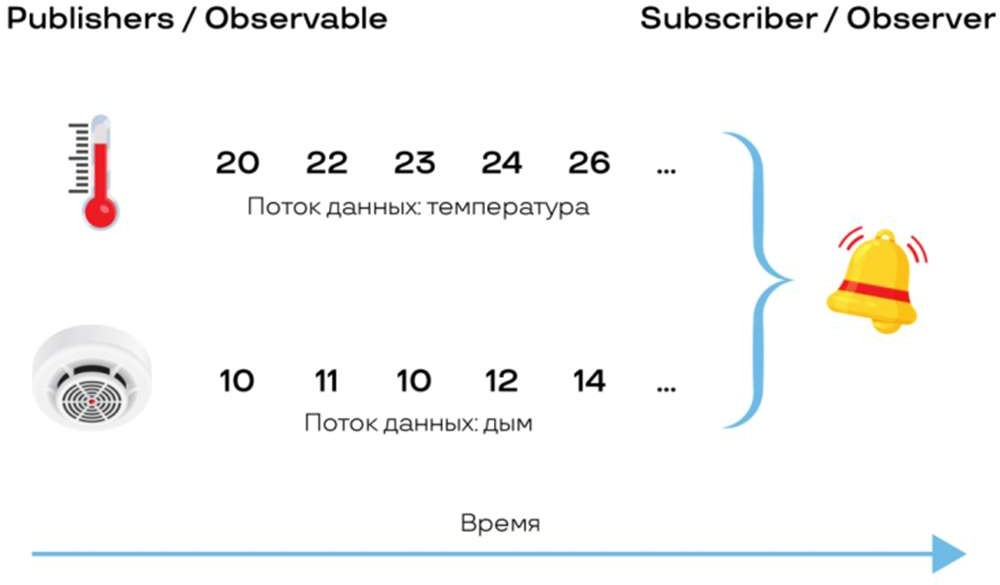 Publishers / Observable
Subscriber / Observer
20 22 23 24 26 ...
Поток данных: температура
10 11 10 12 14 ...
Поток данных: дым
Время